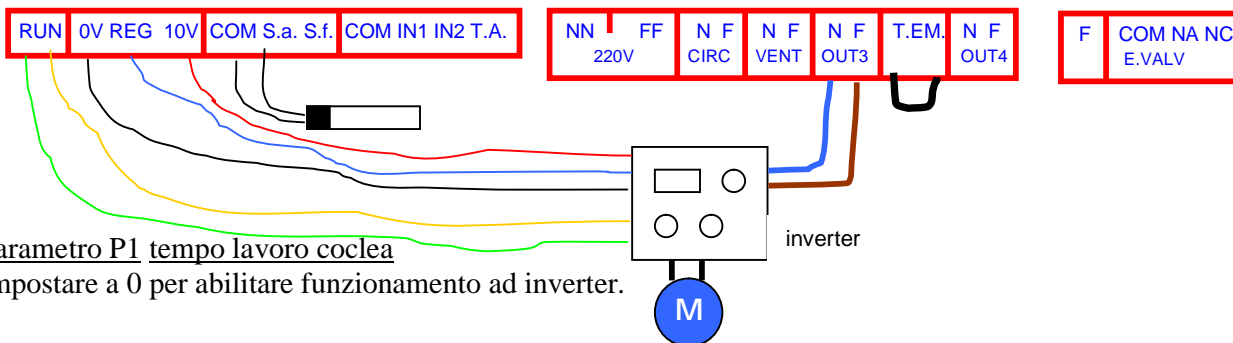 RUN 0V REG 10V COM S.a. S.f. COM IN1 IN2 T.A.
NN FF N F N F N F T.EM. N F
220V CIRC VENT OUT3 OUT4
F COM NA NC
E.VALV
inverter
arametro P1 tempo lavoro coclea
mpostare a 0 per abilitare funzionamento ad inverter.
M